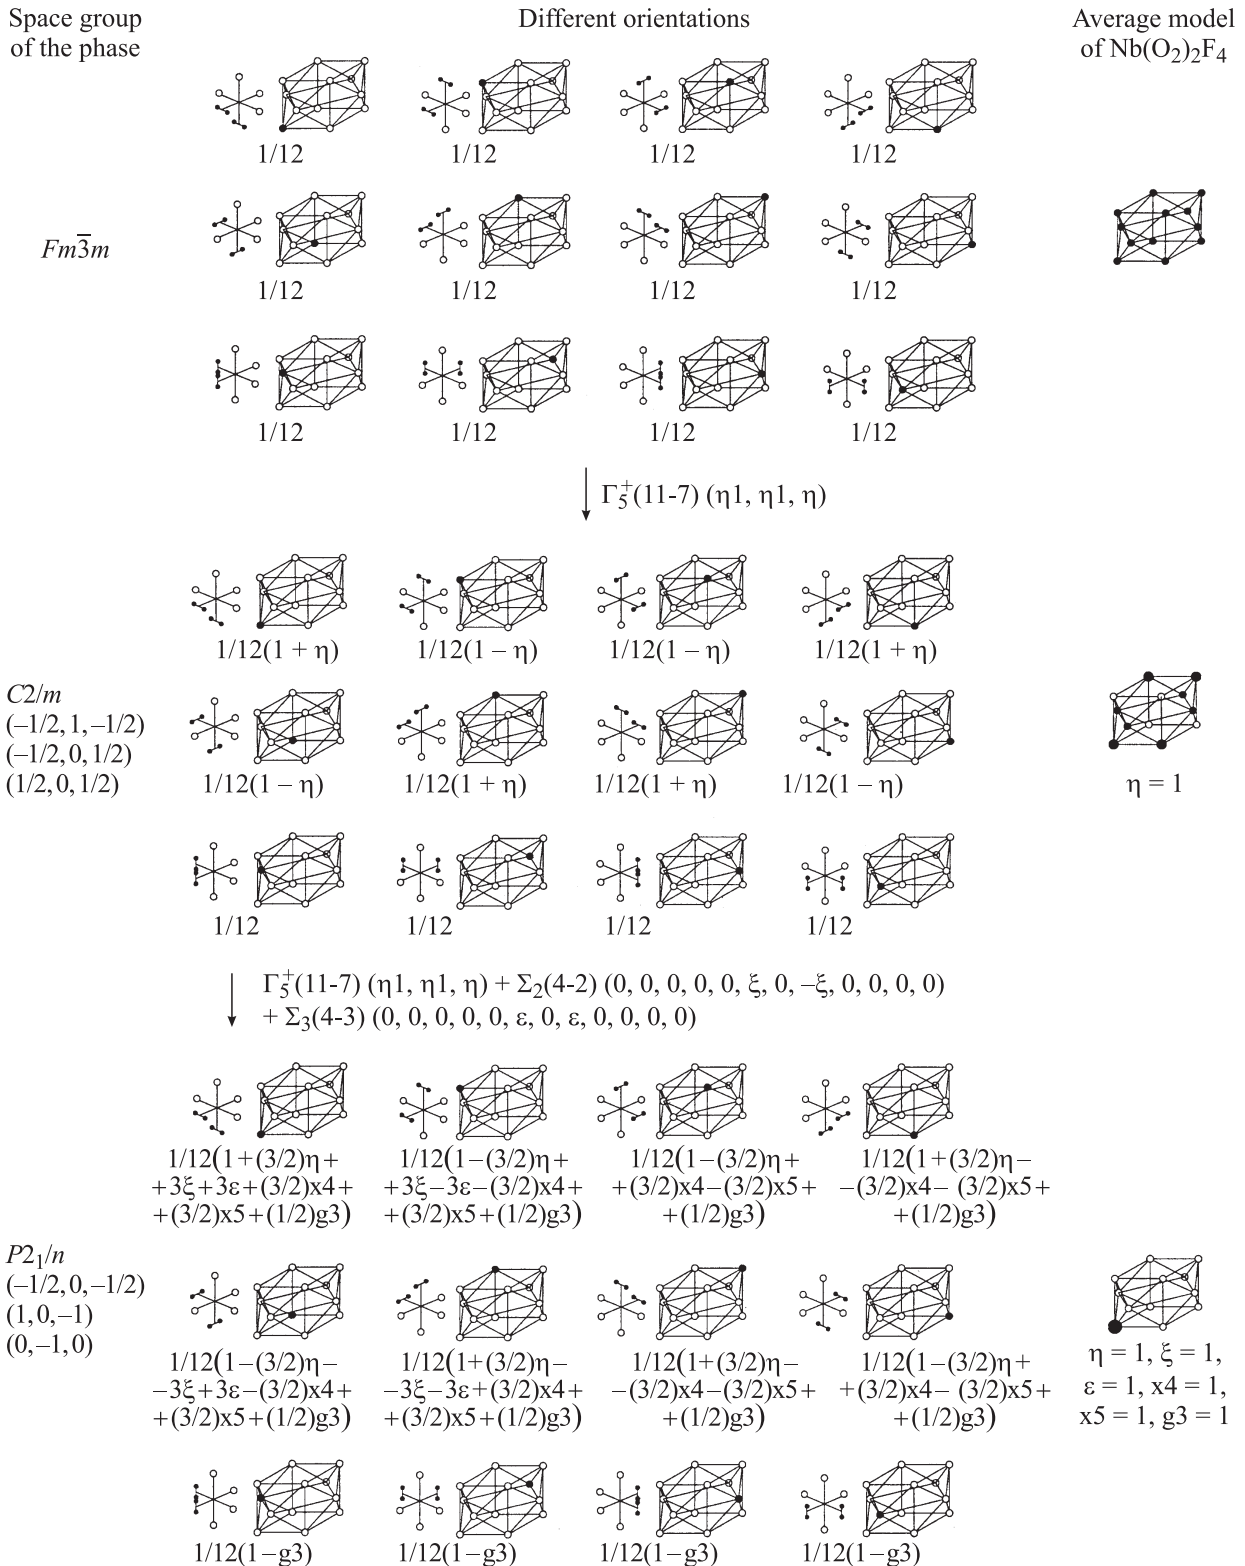 Space group of the phase
Different orientations
Average model of Nb(O₂)₂F₄
1/12 1/12 1/12 1/12
Fm3̅m
1/12 1/12 1/12 1/12
1/12 1/12 1/12 1/12
Γ₅⁺(11-7) (η1, η1, η)
1/12(1 + η) 1/12(1 – η) 1/12(1 – η) 1/12(1 + η)
C2/m
(–1/2, 1, –1/2)
(–1/2, 0, 1/2)
(1/2, 0, 1/2)
1/12(1 – η) 1/12(1 + η) 1/12(1 + η) 1/12(1 – η)
η = 1
1/12 1/12 1/12 1/12
Γ₅⁺(11-7) (η1, η1, η) + Σ₂(4-2) (0, 0, 0, 0, 0, ξ, 0, –ξ, 0, 0, 0, 0)
+ Σ₃(4-3) (0, 0, 0, 0, 0, ε, 0, ε, 0, 0, 0, 0)
1/12(1+(3/2)η+
+3ξ+3ε+(3/2)x4+
+(3/2)x5+(1/2)g3)
1/12(1–(3/2)η+
+3ξ–3ε–(3/2)x4+
+(3/2)x5+(1/2)g3)
1/12(1–(3/2)η+
+(3/2)x4–(3/2)x5+
+(1/2)g3)
1/12(1+(3/2)η–
–(3/2)x4– (3/2)x5+
+(1/2)g3)
P2₁/n
(–1/2, 0, –1/2)
(1, 0, –1)
(0, –1, 0)
1/12(1–(3/2)η–
–3ξ+3ε–(3/2)x4+
+(3/2)x5+(1/2)g3)
1/12(1+(3/2)η–
–3ξ–3ε+(3/2)x4+
+(3/2)x5+(1/2)g3)
1/12(1+(3/2)η–
–(3/2)x4–(3/2)x5+
+(1/2)g3)
1/12(1–(3/2)η+
+(3/2)x4– (3/2)x5+
+(1/2)g3)
η = 1, ξ = 1,
ε = 1, x4 = 1,
x5 = 1, g3 = 1
1/12(1–g3) 1/12(1–g3) 1/12(1–g3) 1/12(1–g3)